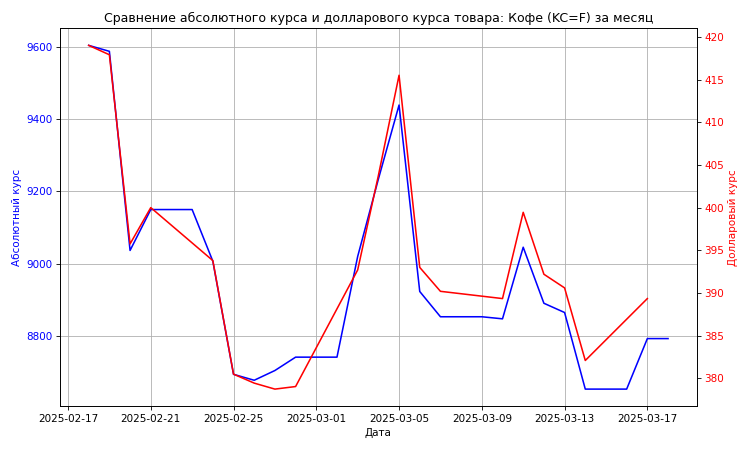 Сравнение абсолютного курса и долларового курса товара: Кофе (KC=F) за месяц
Абсолютный курс
9600
9400
9200
9000
8800
420
415
410
405
400
395
390
385
380
Долларовый курс
2025-02-17 2025-02-21 2025-02-25 2025-03-01 2025-03-05 2025-03-09 2025-03-13 2025-03-17
Дата